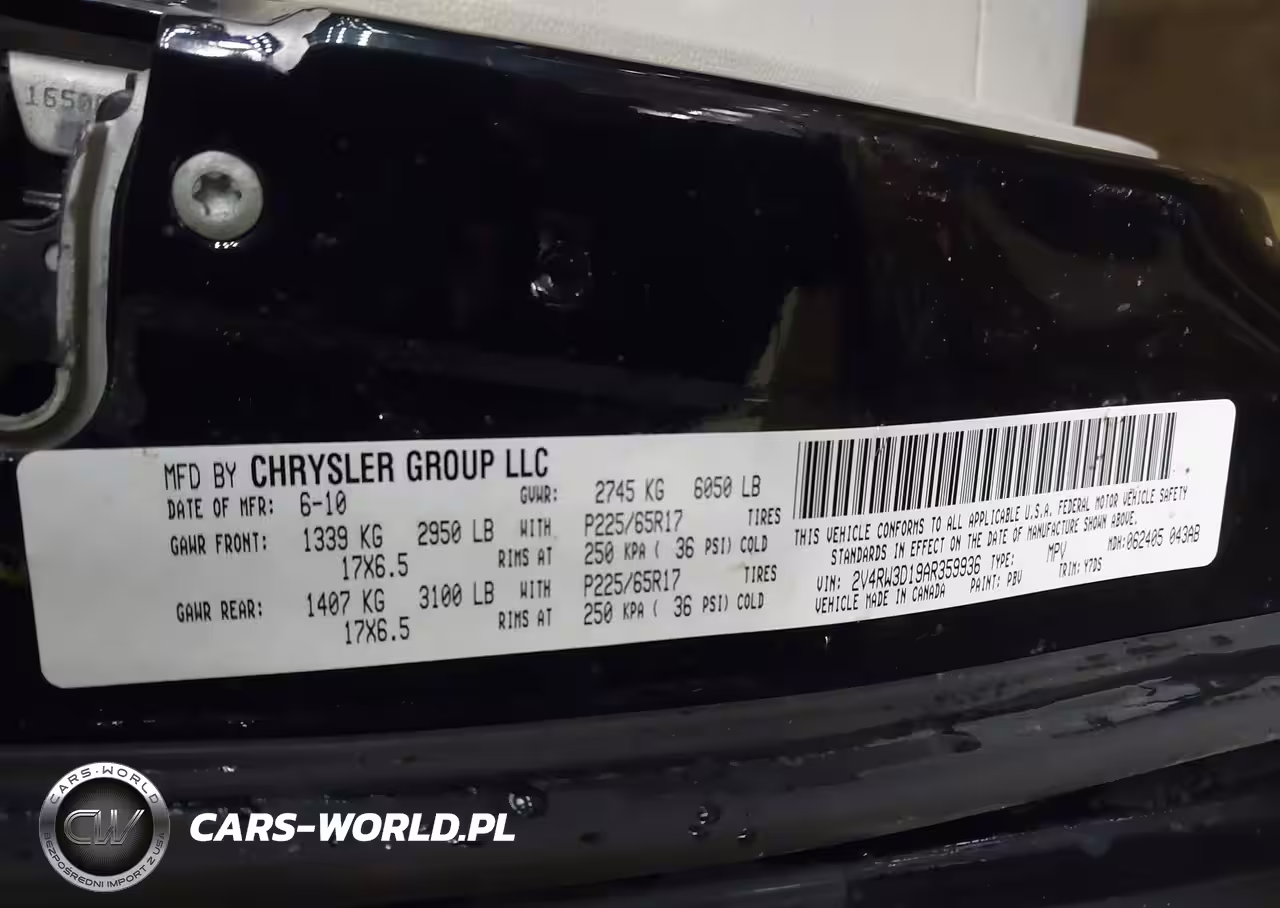 1650
MFD BY CHRYSLER GROUP LLC
DATE OF MFR: 6-10 GVWR: 2745 KG 6050 LB
GAWR FRONT: 1339 KG 2950 LB WITH P225/65R17 TIRES
17X6.5 RIMS AT 250 KPA ( 36 PSI) COLD
GAWR REAR: 1407 KG 3100 LB WITH P225/65R17 TIRES
17X6.5 RIMS AT 250 KPA ( 36 PSI) COLD
THIS VEHICLE CONFORMS TO ALL APPLICABLE U.S.A. FEDERAL MOTOR VEHICLE SAFETY
STANDARDS IN EFFECT ON THE DATE OF MANUFACTURE SHOWN ABOVE.
MDH:062405 043AB
VIN: 2V4RW3D19AR359936 TYPE: MPV
VEHICLE MADE IN CANADA PAINT: PBV TRIM: Y7DS
CARS-WORLD
CW
BEZPOŚREDNI IMPORT Z USA
CARS-WORLD.PL